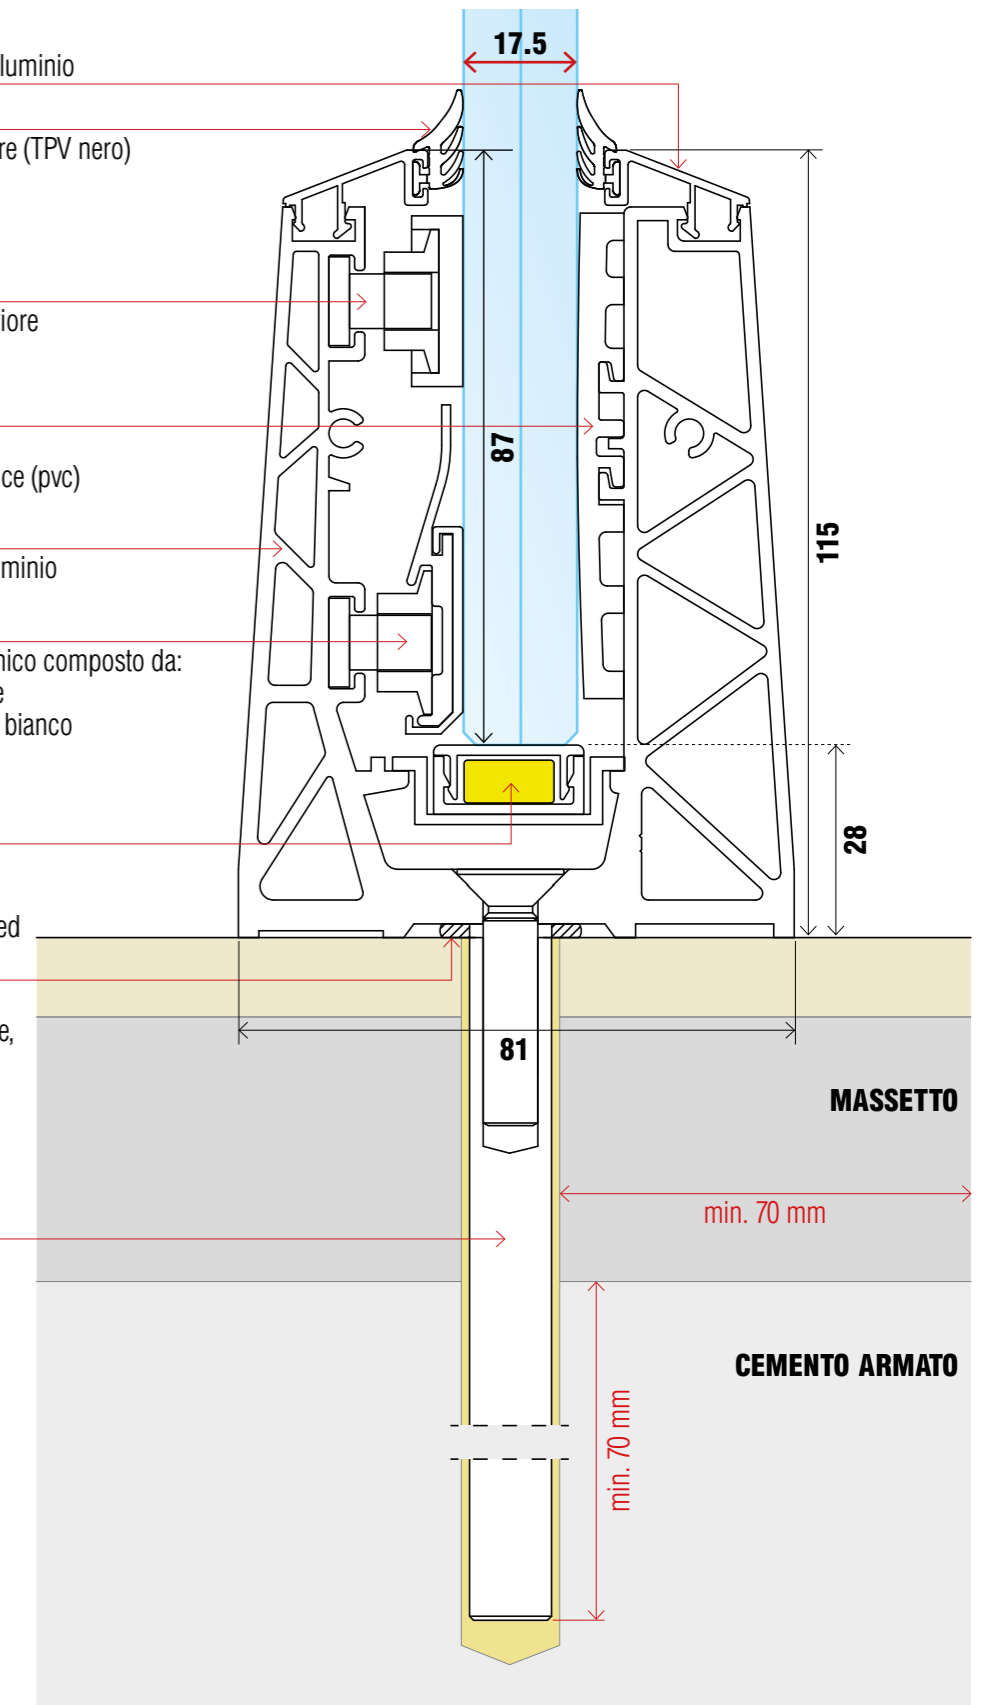 17.5
luminio
re (TPV nero)
iore
87
ce (pvc)
115
minio
nico composto da:
e
bianco
28
ed
e,
81
MASSETTO
min. 70 mm
CEMENTO ARMATO
min. 70 mm